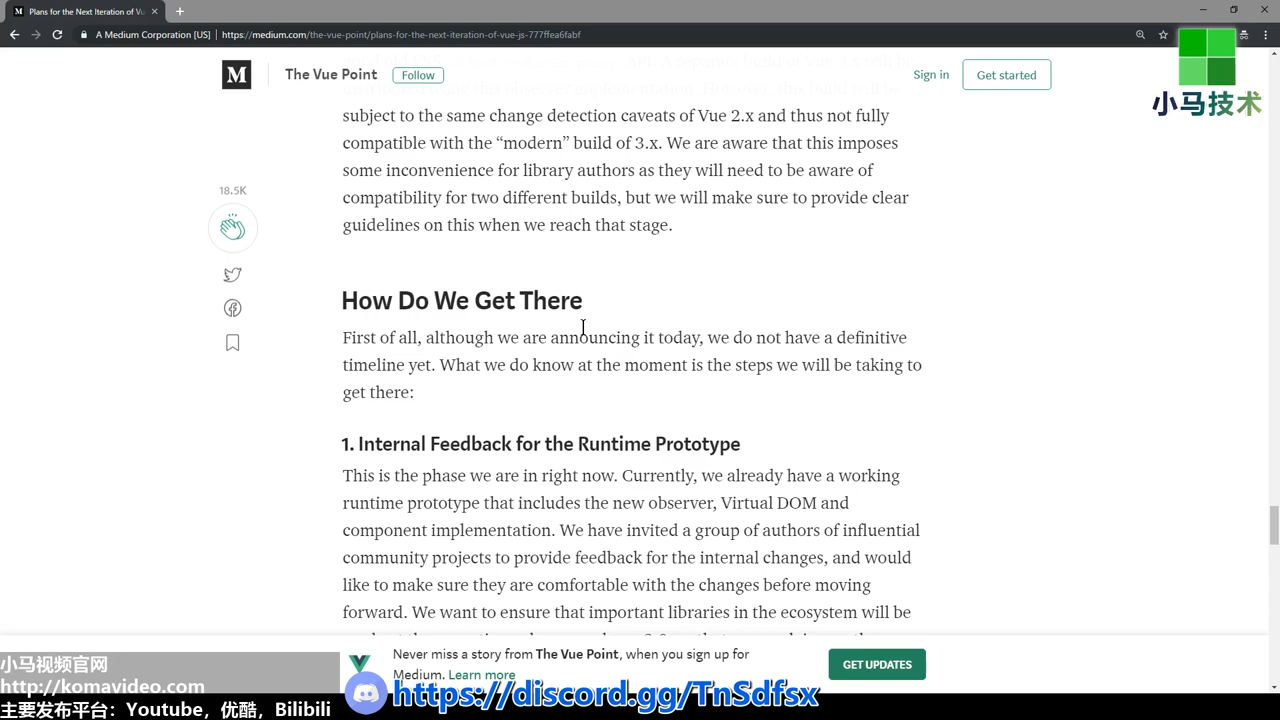 Plans for the Next Iteration of Vu
A Medium Corporation [US]
https://medium.com/the-vue-point/plans-for-the-next-iteration-of-vue-js-777ffea6fabf
M
The Vue Point
Follow
Sign in
Get started
小马技术
subject to the same change detection caveats of Vue 2.x and thus not fully
compatible with the “modern” build of 3.x. We are aware that this imposes
some inconvenience for library authors as they will need to be aware of
compatibility for two different builds, but we will make sure to provide clear
guidelines on this when we reach that stage.
18.5K
How Do We Get There
First of all, although we are announcing it today, we do not have a definitive
timeline yet. What we do know at the moment is the steps we will be taking to
get there:
1. Internal Feedback for the Runtime Prototype
This is the phase we are in right now. Currently, we already have a working
runtime prototype that includes the new observer, Virtual DOM and
component implementation. We have invited a group of authors of influential
community projects to provide feedback for the internal changes, and would
like to make sure they are comfortable with the changes before moving
forward. We want to ensure that important libraries in the ecosystem will be
Never miss a story from The Vue Point, when you sign up for
Medium. Learn more
GET UPDATES
小马视频官网
http://komavideo.com
主要发布平台：Youtube，优酷，Bilibili
https://discord.gg/TnSdfsx